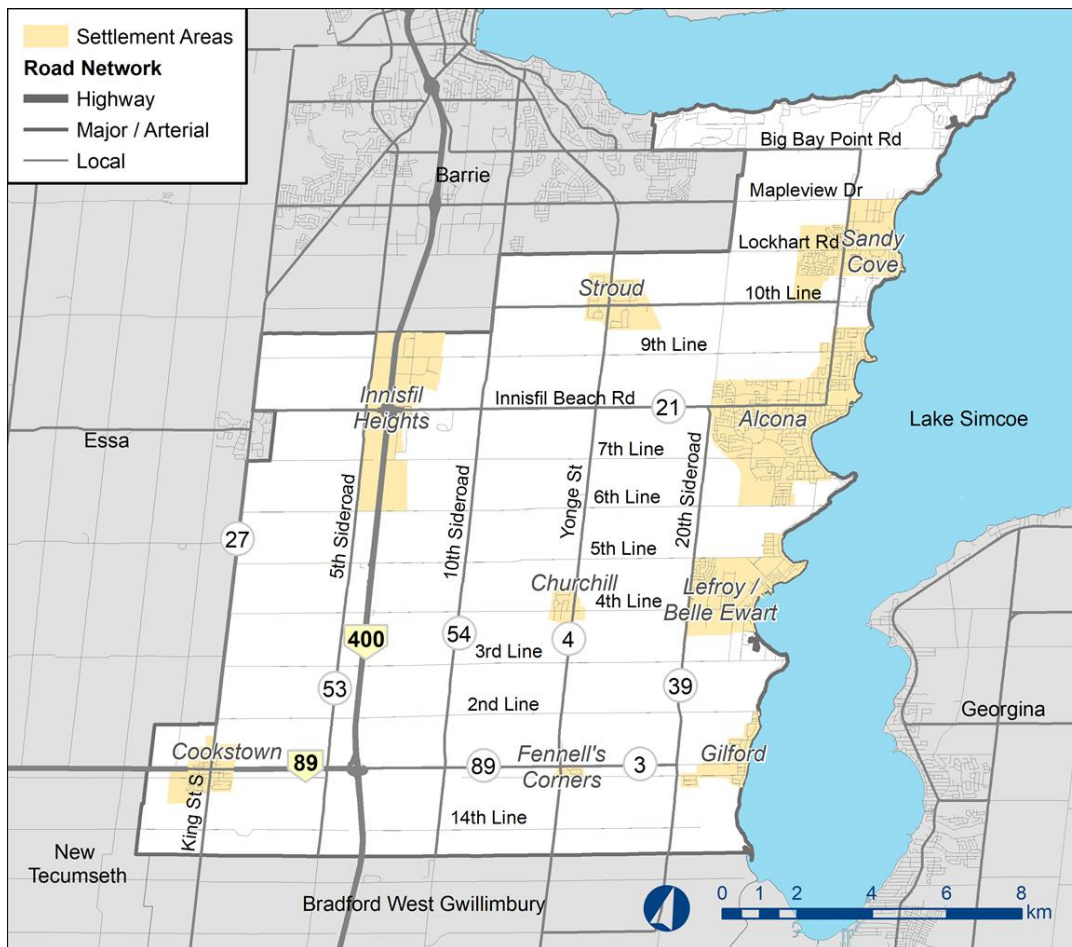 Settlement Areas
Road Network
Highway
Major / Arterial
Local
Big Bay Point Rd
Barrie
Mapleview Dr
Lockhart Rd
Sandy
Cove
Stroud
10th Line
9th Line
Innisfil
Heights
Innisfil Beach Rd
21
Alcona
Lake Simcoe
Essa
7th Line
5th Sideroad
10th Sideroad
Yonge St
20th Sideroad
6th Line
27
5th Line
Churchill
4th Line
Lefroy /
Belle Ewart
400
54
4
3rd Line
53
39
2nd Line
Georgina
Cookstown
89
89
Fennell's
Corners
3
Gilford
King St S
14th Line
New
Tecumseth
Bradford West Gwillimbury
0 1 2 4 6 8
km